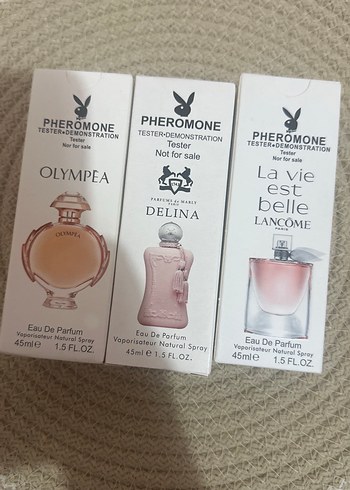 PHEROMONE
TESTER•DEMONSTRATION
Tester
Not for sale
OLYMPĒA
OLYMPĒA
Eau De Parfum
Vaporisateur Natural Spray
45ml e 1.5 FL.OZ.
PHEROMONE
TESTER•DEMONSTRATION
Tester
Not for sale
PARFUMS de MARLY
PARIS
DELINA
Eau De Parfum
Vaporisateur Natural Spray
45ml e 1.5 FL.OZ.
PHEROMONE
TESTER•DEMONSTRATION
Tester
Not for sale
La vie
est
belle
LANCÔME
PARIS
Eau De Parfum
Vaporisateur Natural Spray
45ml e 1.5 FL.OZ.